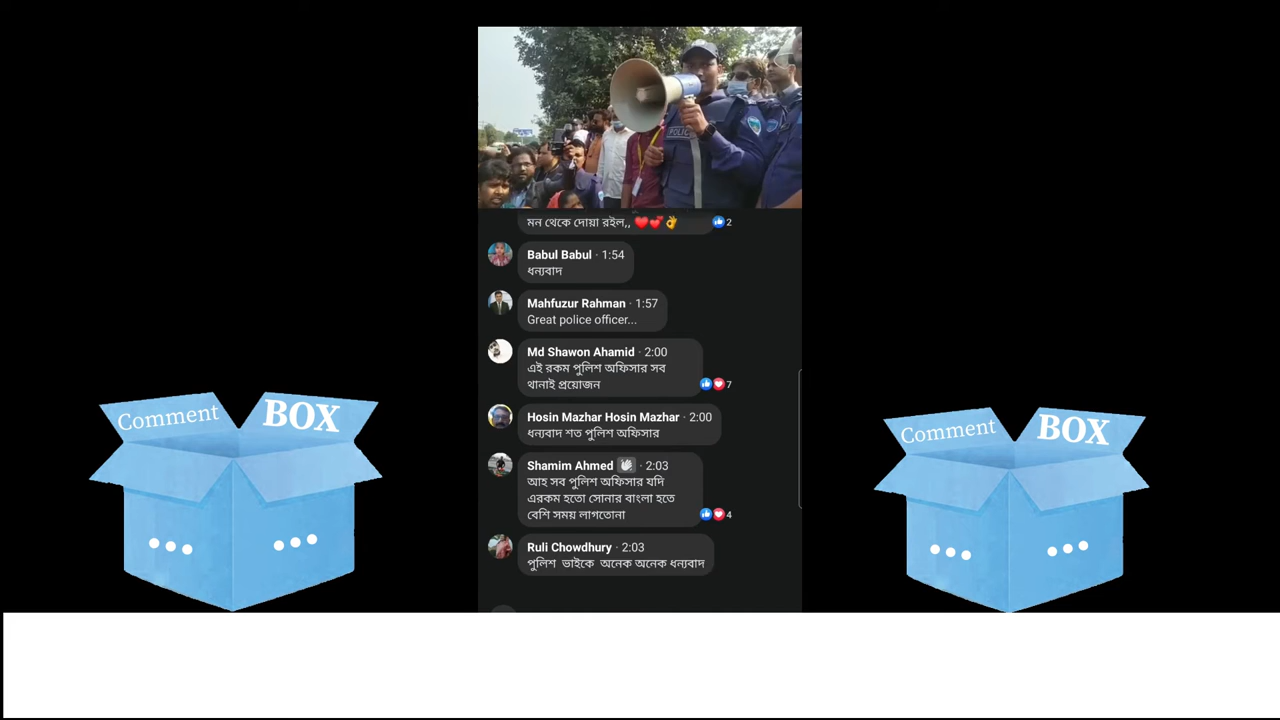 POLICE
মন থেকে দোয়া রইল,, ❤️💕👌 2
Babul Babul · 1:54
ধন্যবাদ
Mahfuzur Rahman · 1:57
Great police officer...
Md Shawon Ahamid · 2:00
এই রকম পুলিশ অফিসার সব
থানাই প্রয়োজন
7
Hosin Mazhar Hosin Mazhar · 2:00
ধন্যবাদ শত পুলিশ অফিসার
Shamim Ahmed · 2:03
আহ সব পুলিশ অফিসার যদি
এরকম হতো সোনার বাংলা হতে
বেশি সময় লাগতোনা
4
Ruli Chowdhury · 2:03
পুলিশ ভাইকে অনেক অনেক ধন্যবাদ
Comment BOX
...
...
Comment BOX
...
...